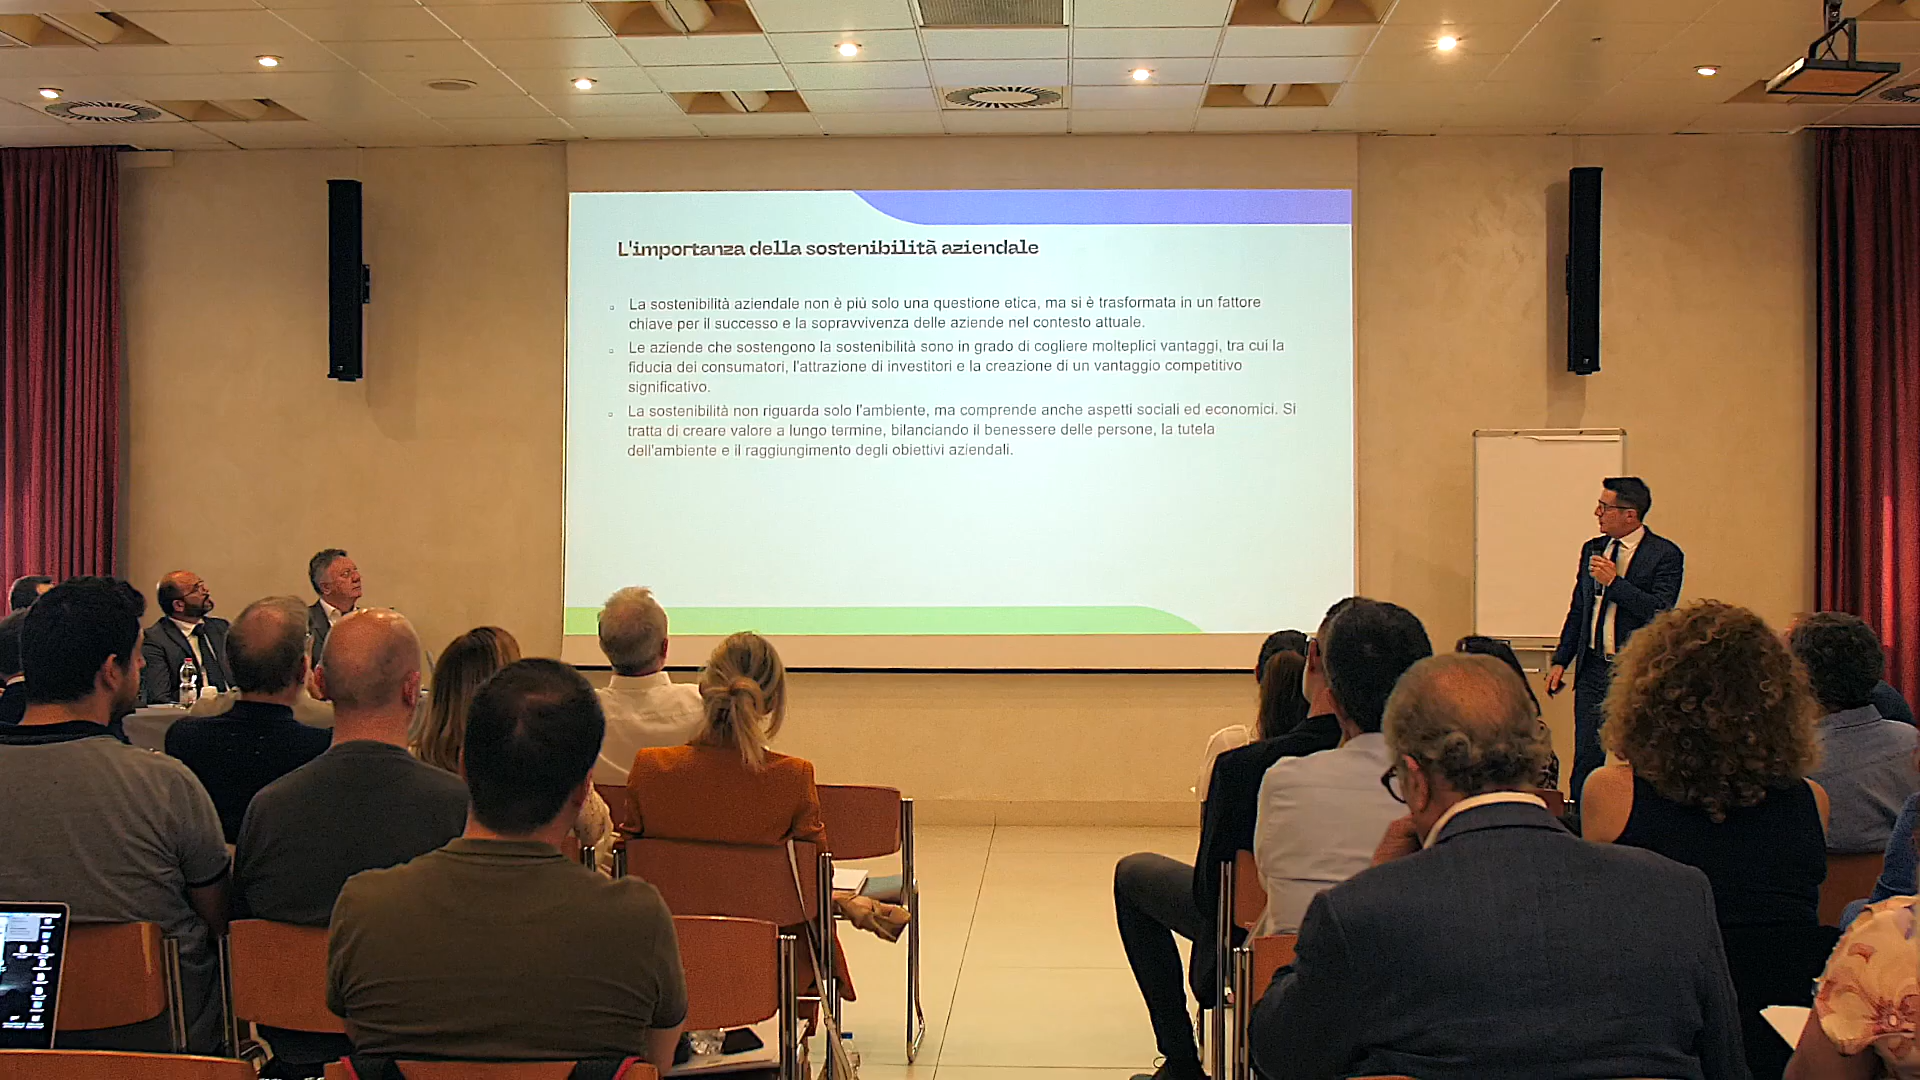 L'importanza della sostenibilità aziendale
La sostenibilità aziendale non è più solo una questione etica, ma si è trasformata in un fattore
chiave per il successo e la sopravvivenza delle aziende nel contesto attuale.
Le aziende che sostengono la sostenibilità sono in grado di cogliere molteplici vantaggi, tra cui la
fiducia dei consumatori, l'attrazione di investitori e la creazione di un vantaggio competitivo
significativo.
La sostenibilità non riguarda solo l'ambiente, ma comprende anche aspetti sociali ed economici. Si
tratta di creare valore a lungo termine, bilanciando il benessere delle persone, la tutela
dell'ambiente e il raggiungimento degli obiettivi aziendali.